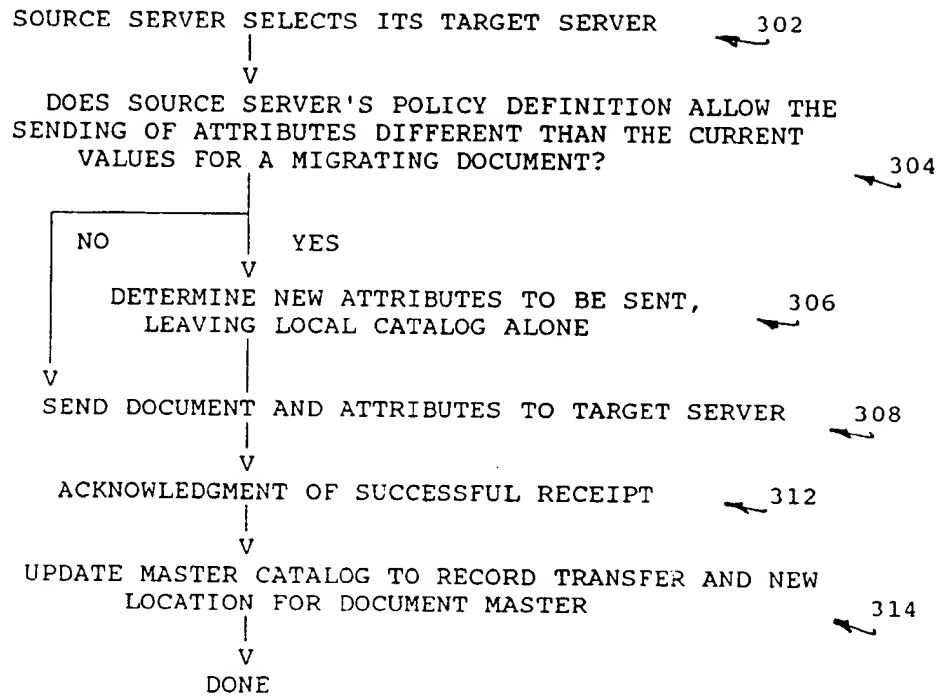 SOURCE SERVER SELECTS ITS TARGET SERVER 302
V
DOES SOURCE SERVER'S POLICY DEFINITION ALLOW THE
SENDING OF ATTRIBUTES DIFFERENT THAN THE CURRENT
VALUES FOR A MIGRATING DOCUMENT? 304
NO YES
V
DETERMINE NEW ATTRIBUTES TO BE SENT, 306
LEAVING LOCAL CATALOG ALONE
V
SEND DOCUMENT AND ATTRIBUTES TO TARGET SERVER 308
V
ACKNOWLEDGMENT OF SUCCESSFUL RECEIPT 312
V
UPDATE MASTER CATALOG TO RECORD TRANSFER AND NEW
LOCATION FOR DOCUMENT MASTER 314
V
DONE